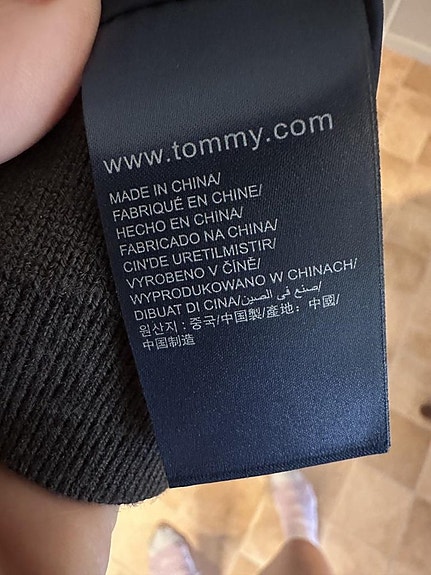 www.tommy.com
MADE IN CHINA/
FABRIQUÉ EN CHINE/
HECHO EN CHINA/
FABRICADO NA CHINA/
CIN'DE URETILMISTIR/
VYROBENO V ČÍNĚ/
WYPRODUKOWANO W CHINACH/
DIBUAT DI CINA/صنع في الصين/
원산지 : 중국/中国製/產地：中國/
中国制造